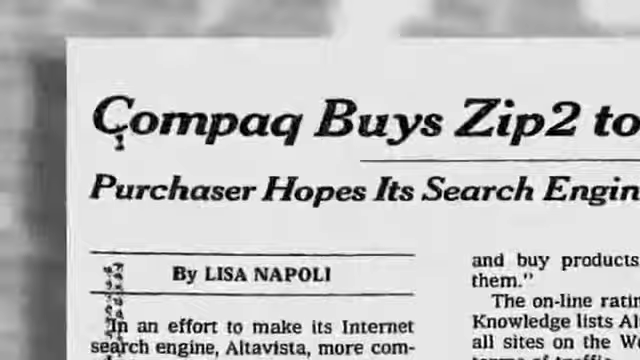 Compaq Buys Zip2 to
Purchaser Hopes Its Search Engin
By LISA NAPOLI
In an effort to make its Internet
search engine, Altavista, more com-
and buy products
them."
The on-line ratin
Knowledge lists Al
all sites on the W
terms of traffic